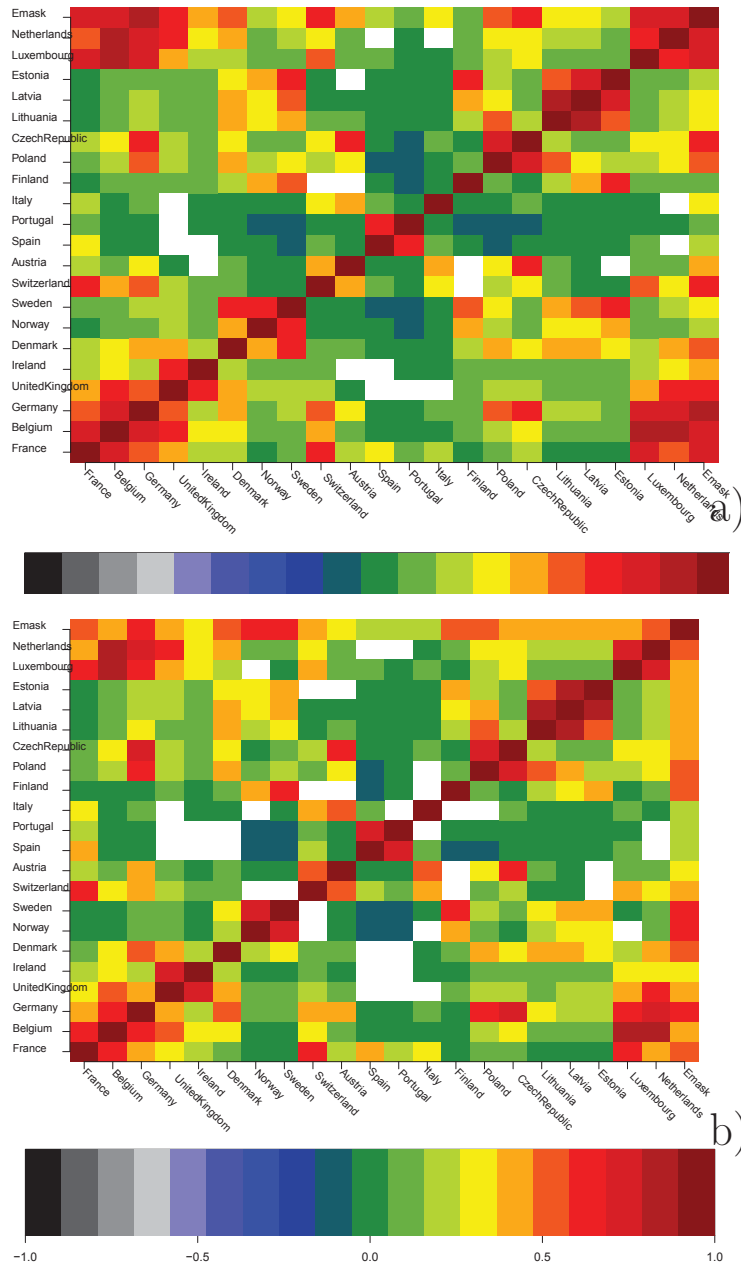 Emask
Netherlands
Luxembourg
Estonia
Latvia
Lithuania
CzechRepublic
Poland
Finland
Italy
Portugal
Spain
Austria
Switzerland
Sweden
Norway
Denmark
Ireland
UnitedKingdom
Germany
Belgium
France
France
Belgium
Germany
UnitedKingdom
Ireland
Denmark
Norway
Sweden
Switzerland
Austria
Spain
Portugal
Italy
Finland
Poland
CzechRepublic
Lithuania
Latvia
Estonia
Luxembourg
Netherlands
Emask
a)
Emask
Netherlands
Luxembourg
Estonia
Latvia
Lithuania
CzechRepublic
Poland
Finland
Italy
Portugal
Spain
Austria
Switzerland
Sweden
Norway
Denmark
Ireland
UnitedKingdom
Germany
Belgium
France
France
Belgium
Germany
UnitedKingdom
Ireland
Denmark
Norway
Sweden
Switzerland
Austria
Spain
Portugal
Italy
Finland
Poland
CzechRepublic
Lithuania
Latvia
Estonia
Luxembourg
Netherlands
Emask
b)
−1.0 −0.5 0.0 0.5 1.0